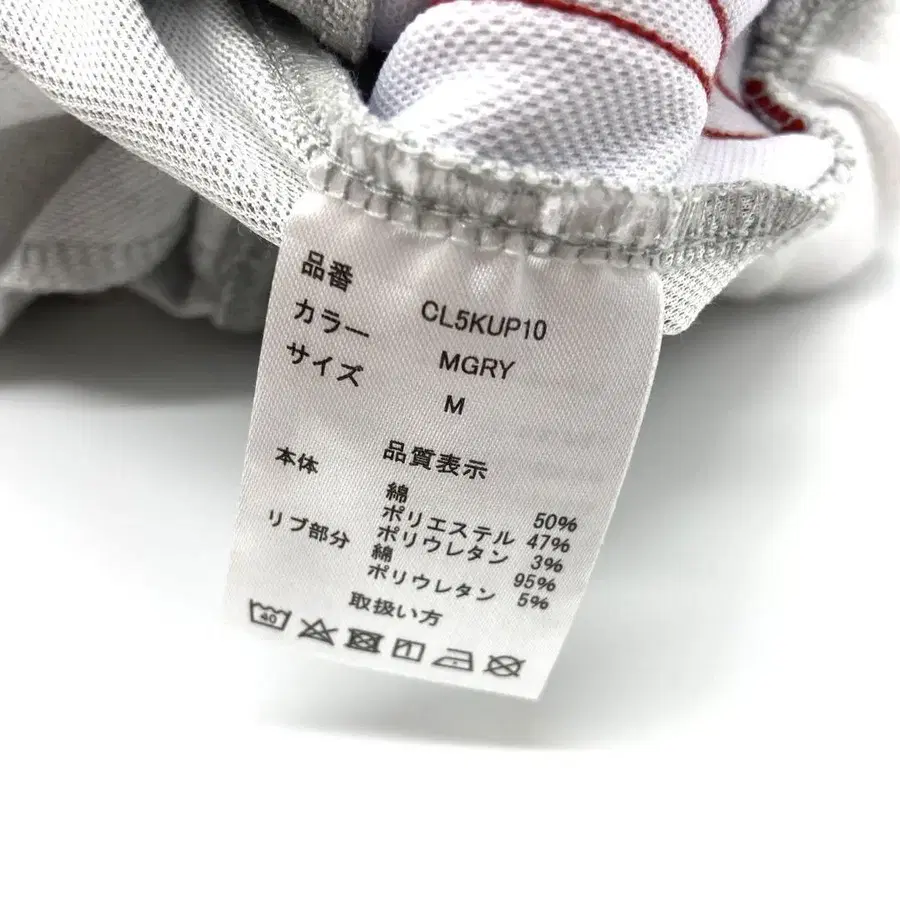 品番 CL5KUP10
カラー MGRY
サイズ M
品質表示
本体 綿 50%
ポリエステル 47%
ポリウレタン 3%
リブ部分 綿 95%
ポリウレタン 5%
取扱い方
40